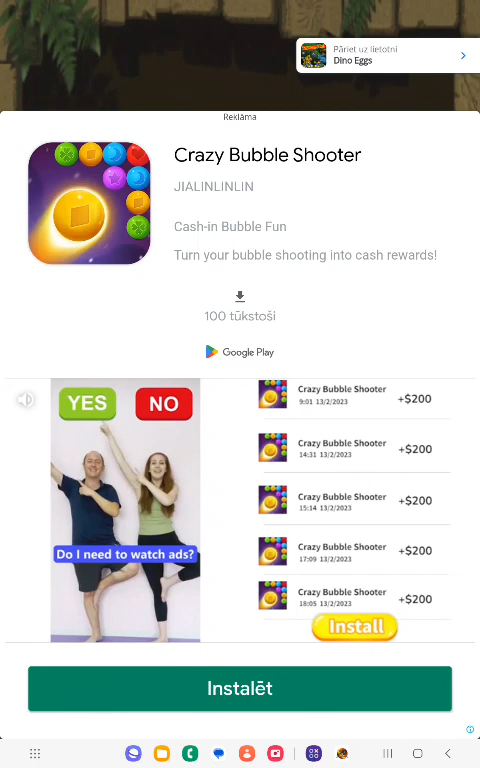 Pāriet uz lietotni
Dino Eggs
Reklāma
Crazy Bubble Shooter
JIALINLINLIN
Cash-in Bubble Fun
Turn your bubble shooting into cash rewards!
100 tūkstoši
Google Play
YES NO
Do I need to watch ads?
Crazy Bubble Shooter
9:01 13/2/2023
+$200
Crazy Bubble Shooter
14:31 13/2/2023
+$200
Crazy Bubble Shooter
15:14 13/2/2023
+$200
Crazy Bubble Shooter
17:09 13/2/2023
+$200
Crazy Bubble Shooter
18:05 13/2/2023
+$200
Install
Instalēt